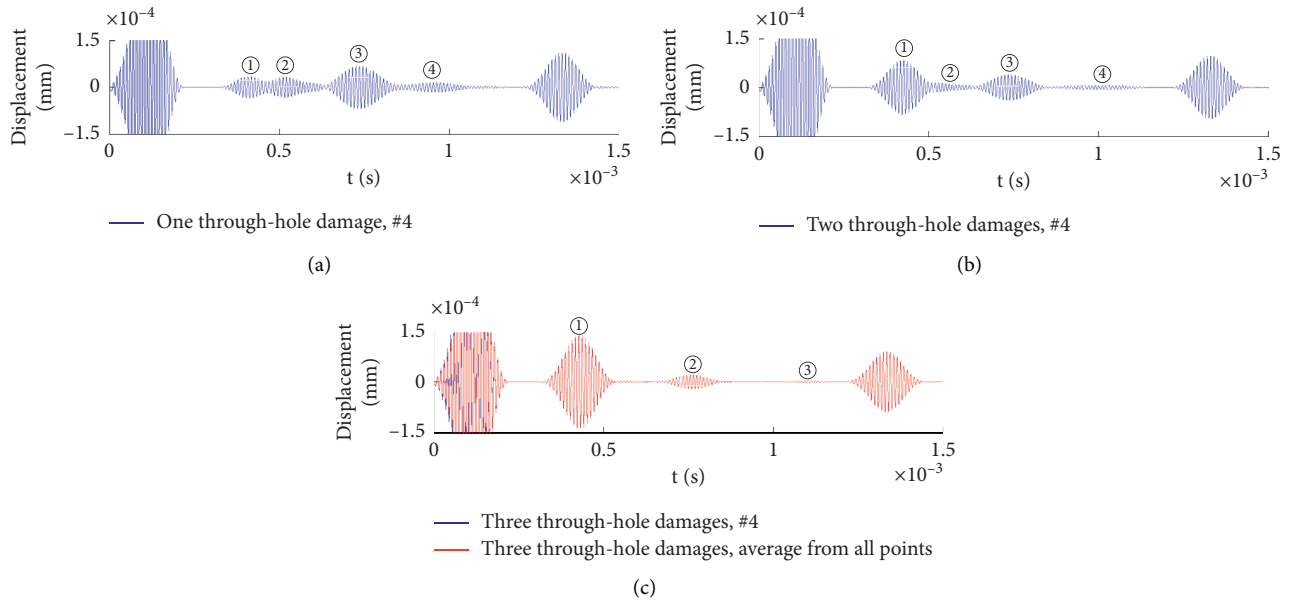 ×10⁻⁴
Displacement
(mm)
1.5
0
–1.5
① ② ③ ④
0 0.5 1 1.5
t (s)
×10⁻³
One through-hole damage, #4
(a)
×10⁻⁴
Displacement
(mm)
1.5
0
–1.5
① ② ③ ④
0 0.5 1 1.5
t (s)
×10⁻³
Two through-hole damages, #4
(b)
×10⁻⁴
Displacement
(mm)
1.5
0
–1.5
① ② ③
0 0.5 1 1.5
t (s)
×10⁻³
Three through-hole damages, #4
Three through-hole damages, average from all points
(c)